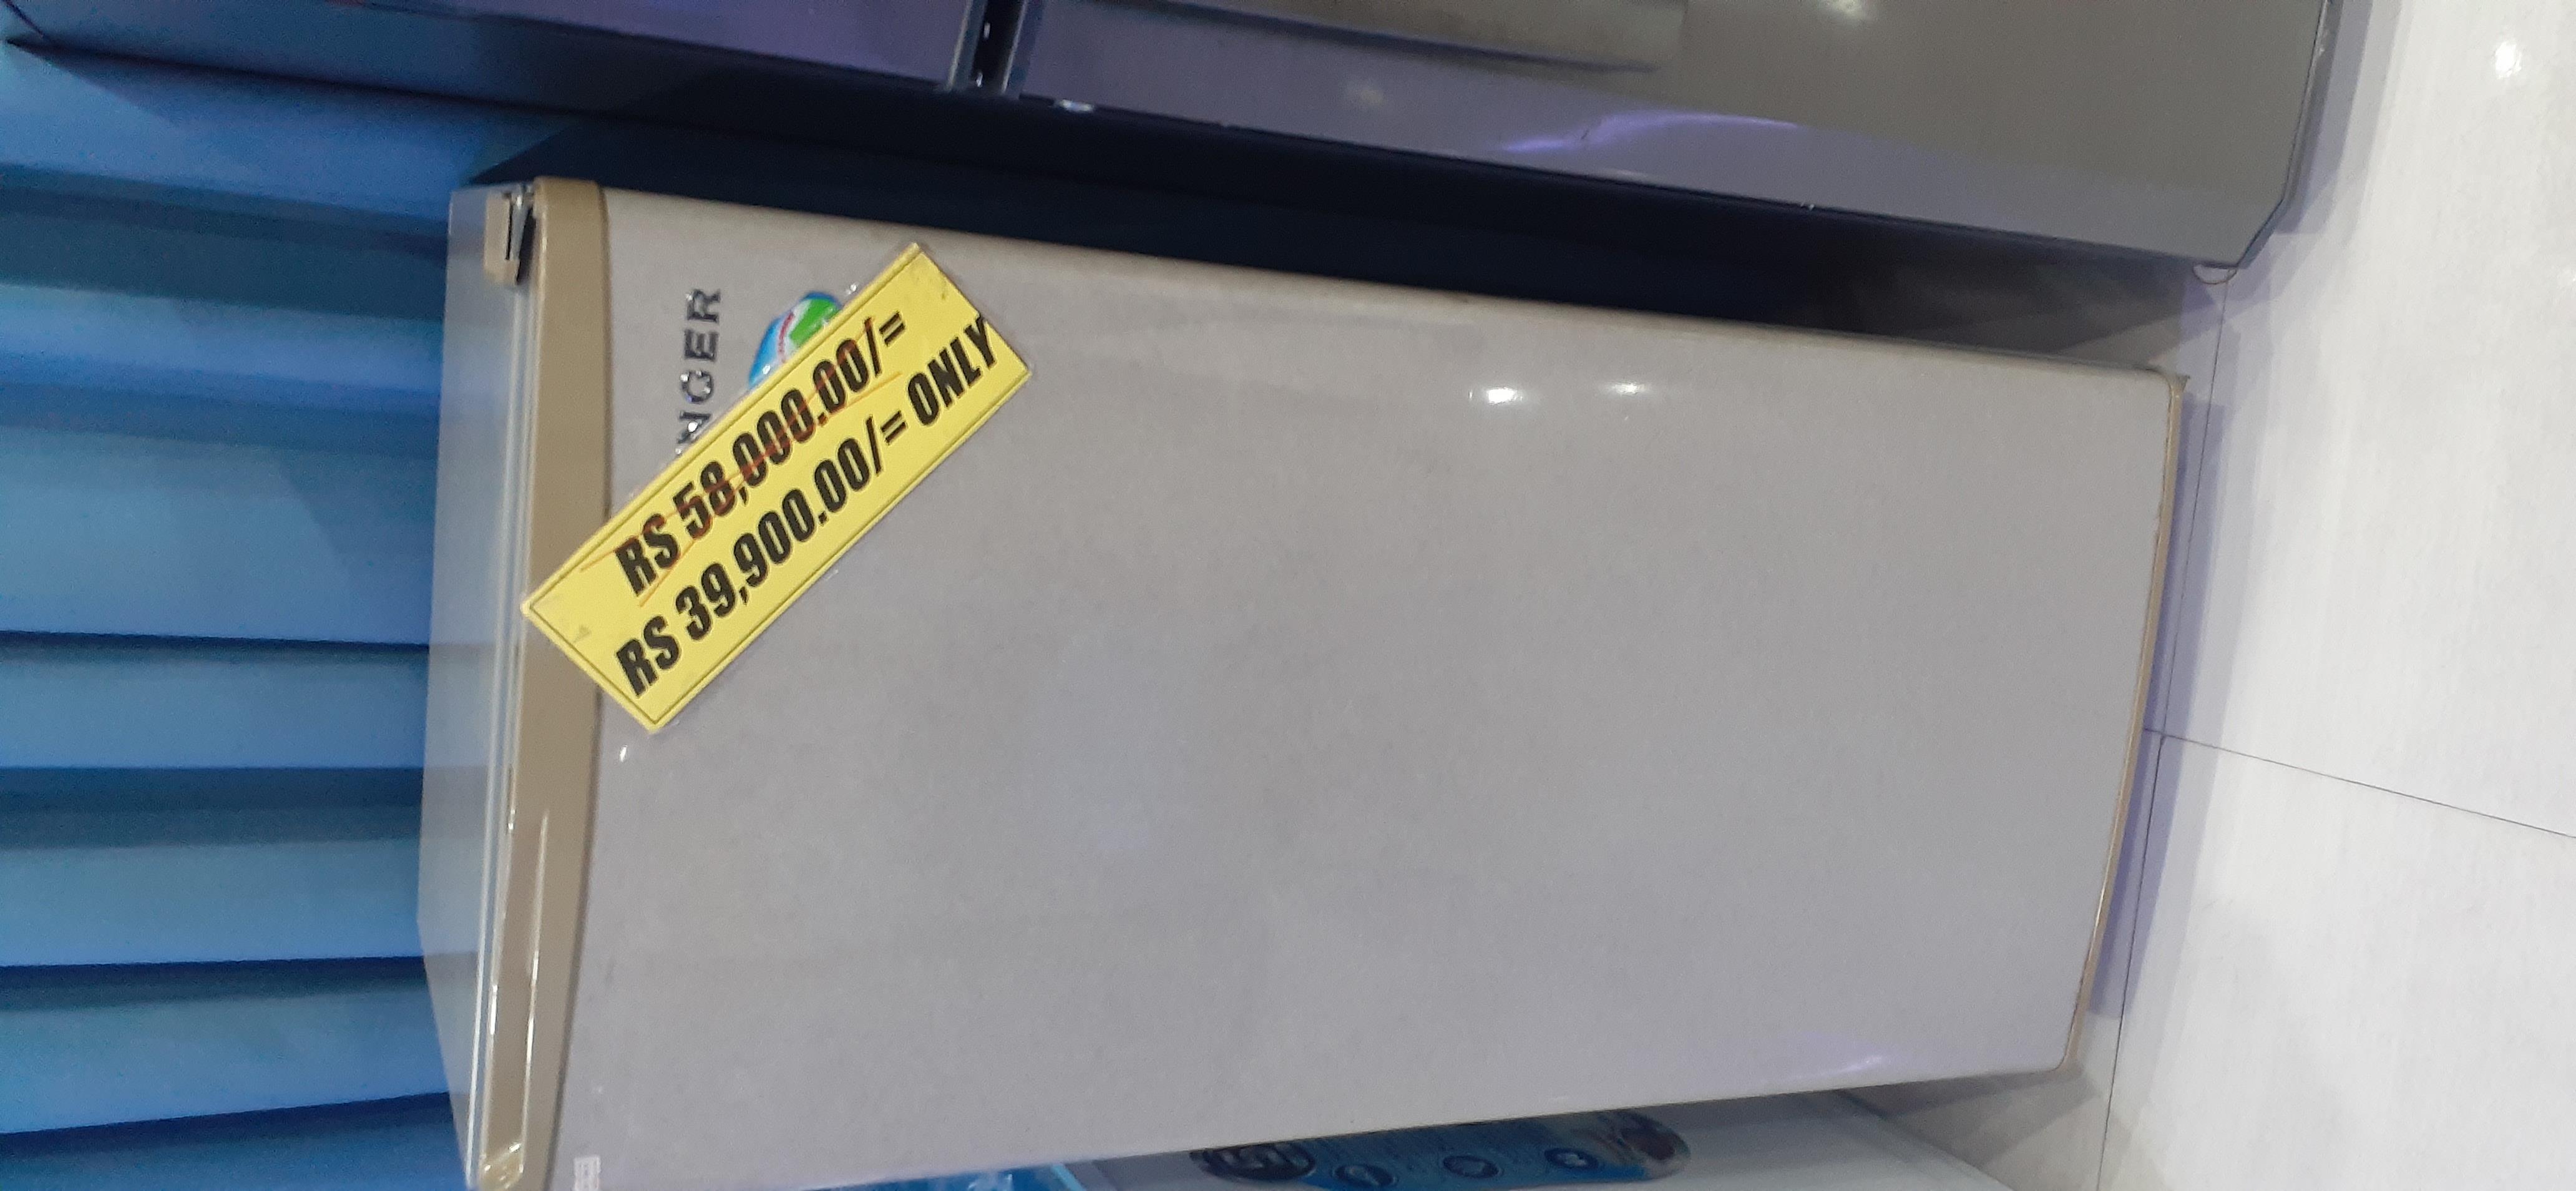 NGER
RS 58,000.00/=
RS 39,900.00/= ONLY